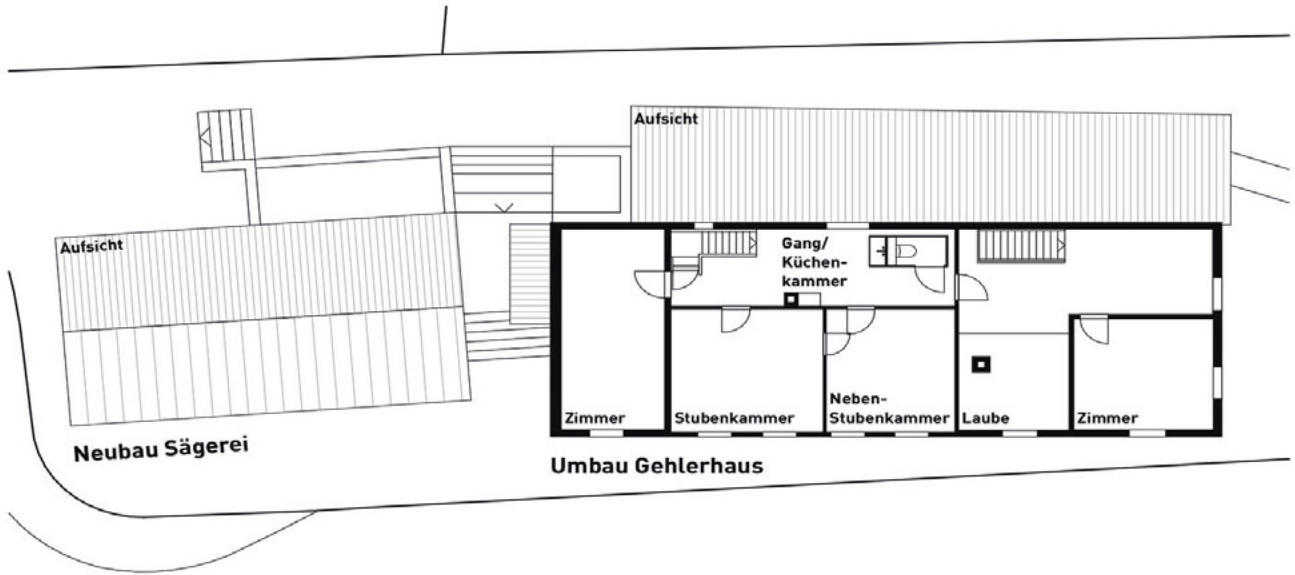 Aufsicht
Aufsicht
Gang/
Küchen-
kammer
Zimmer
Stubenkammer
Neben-
Stubenkammer
Laube
Zimmer
Neubau Sägerei
Umbau Gehlerhaus